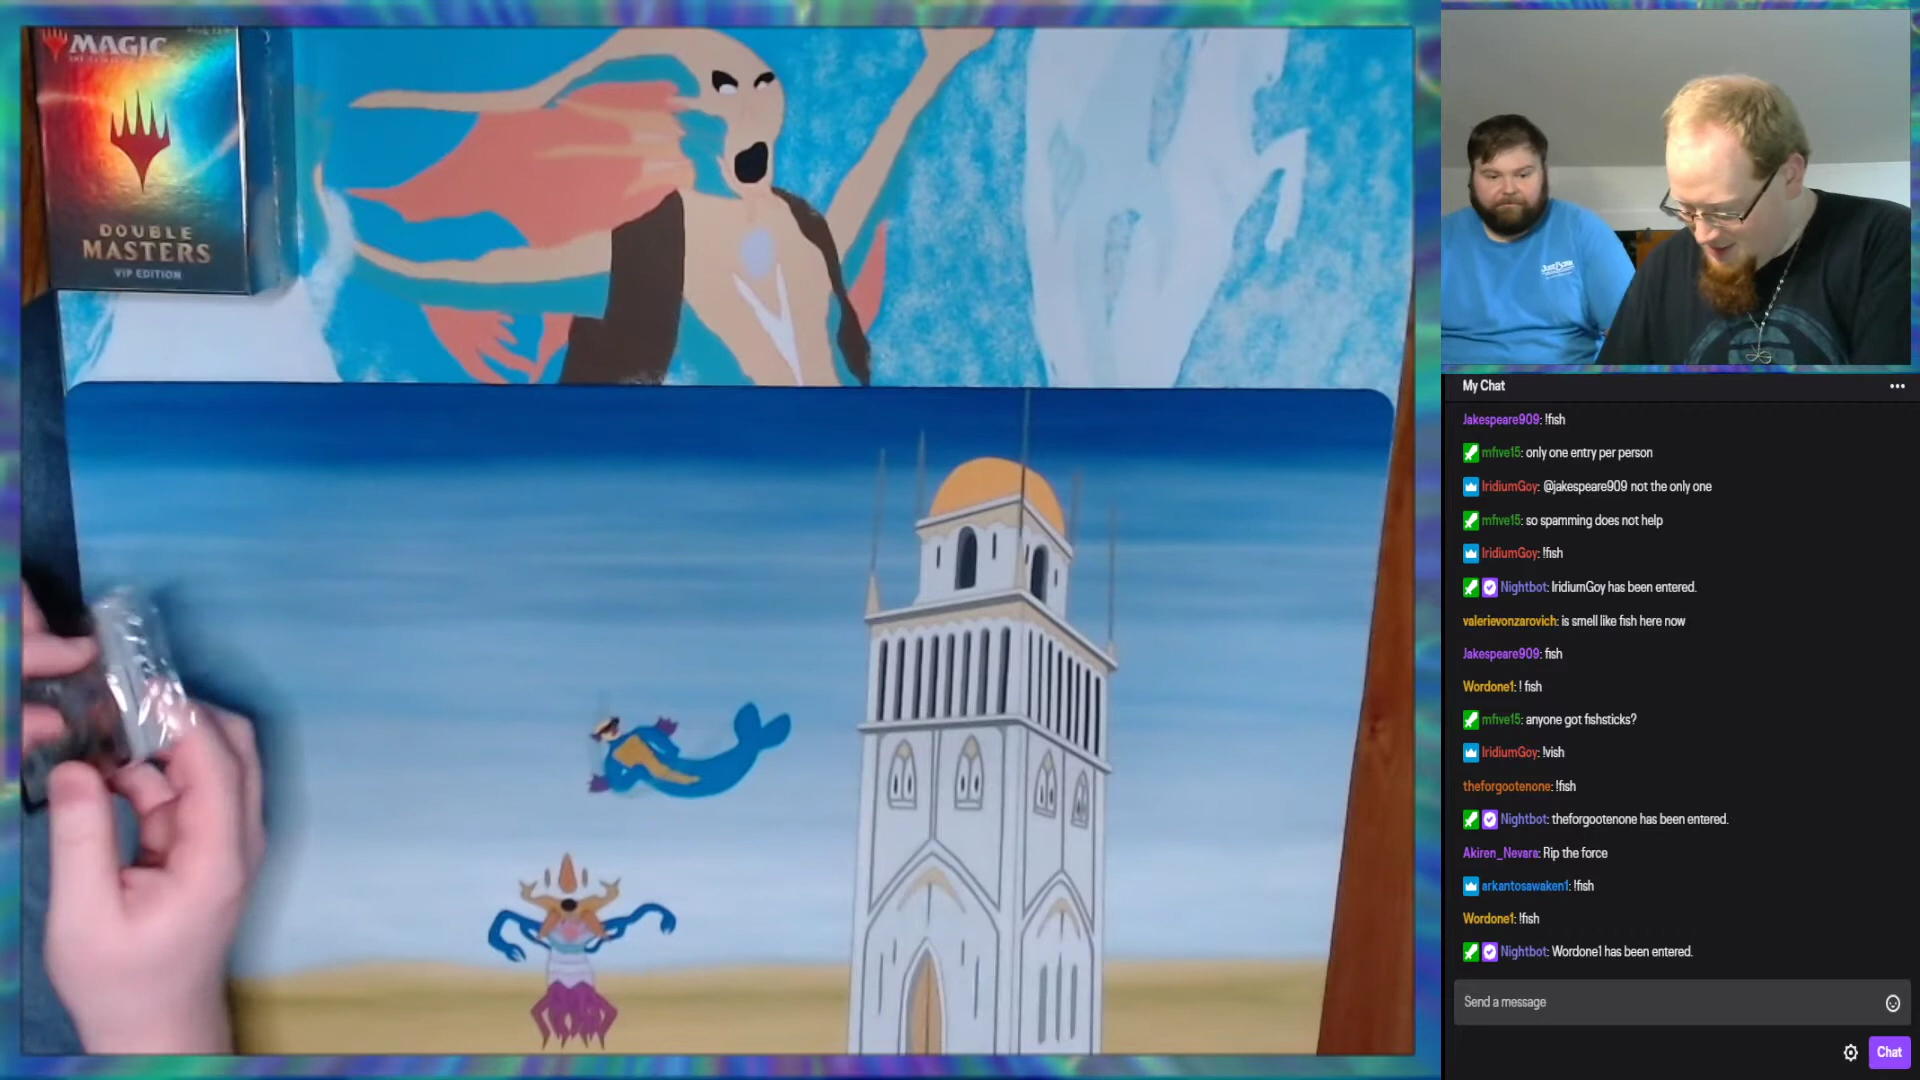 MAGIC
DOUBLE
MASTERS
VIP EDITION
My Chat
Jakespeare909: !fish
mfive15: only one entry per person
IridiumGoy: @jakespeare909 not the only one
mfive15: so spamming does not help
IridiumGoy: !fish
Nightbot: IridiumGoy has been entered.
valerievonzarovich: is smell like fish here now
Jakespeare909: fish
Wordone1: ! fish
mfive15: anyone got fishsticks?
IridiumGoy: !vish
theforgootenone: !fish
Nightbot: theforgootenone has been entered.
Akiren_Nevara: Rip the force
arkantosawaken1: !fish
Wordone1: !fish
Nightbot: Wordone1 has been entered.
Send a message
Chat